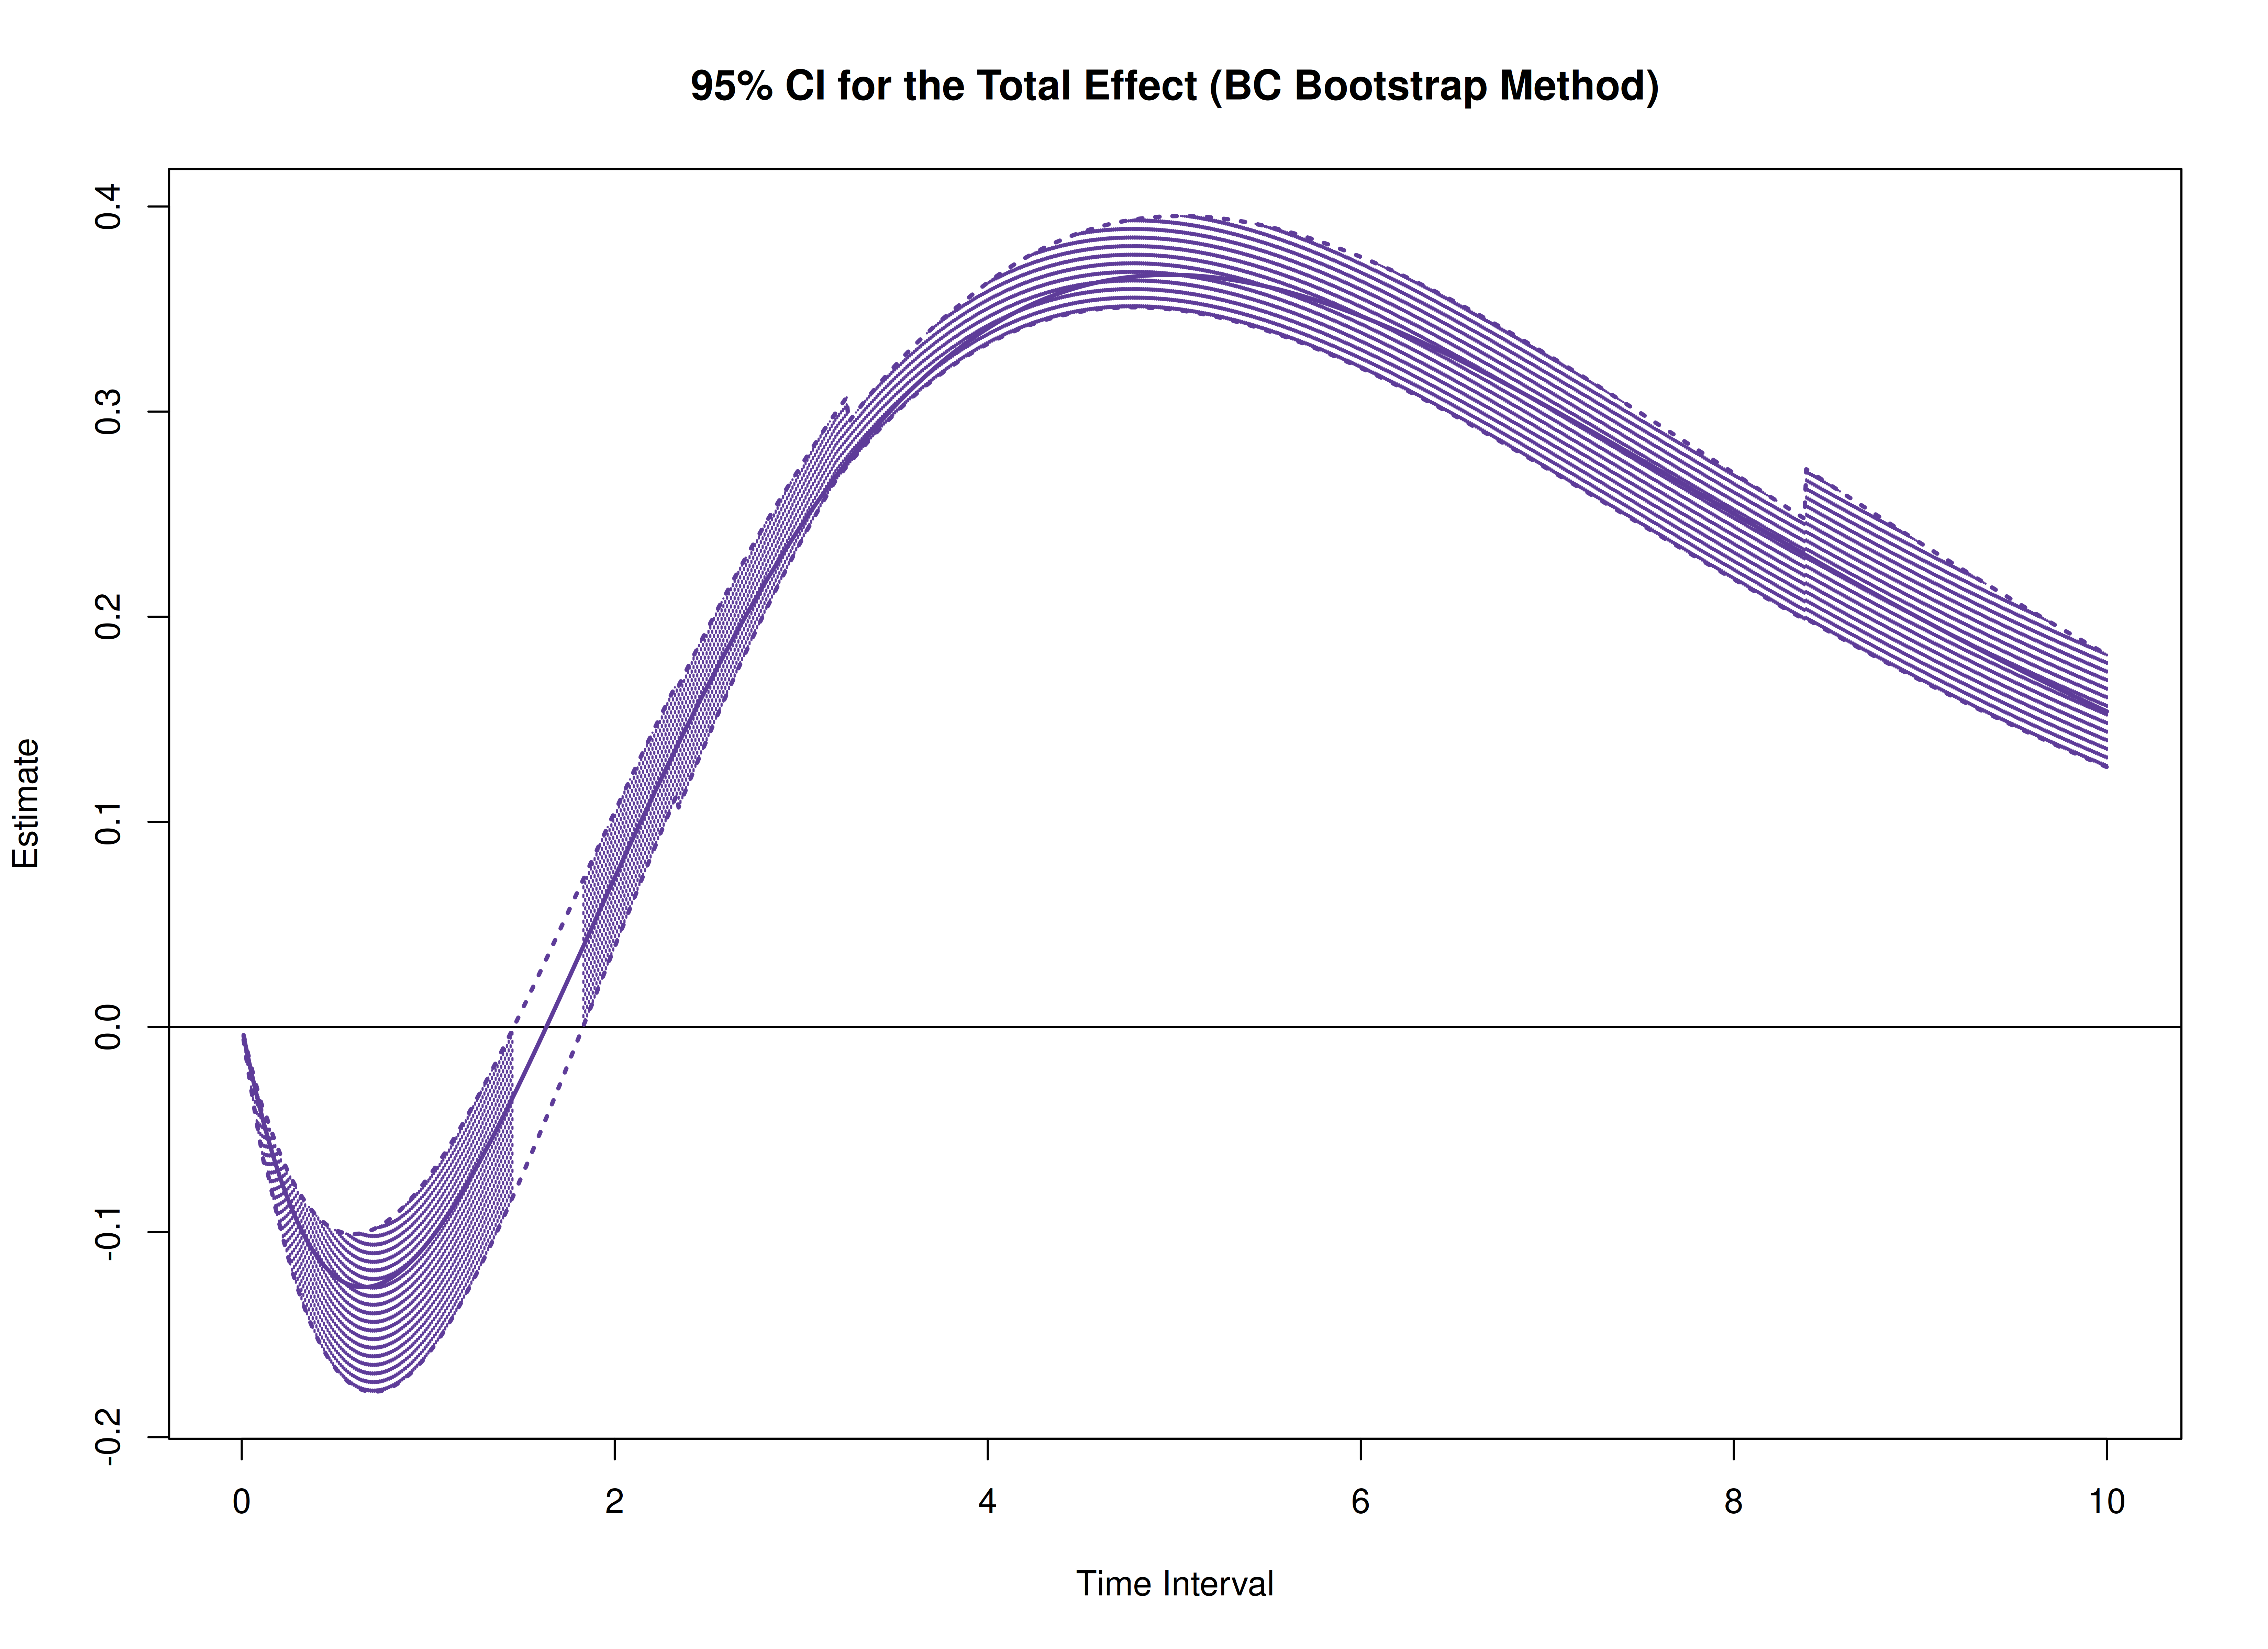 95% CI for the Total Effect (BC Bootstrap Method)
0.4
0.3
0.2
0.1
0.0
-0.1
-0.2
Estimate
0 2 4 6 8 10
Time Interval